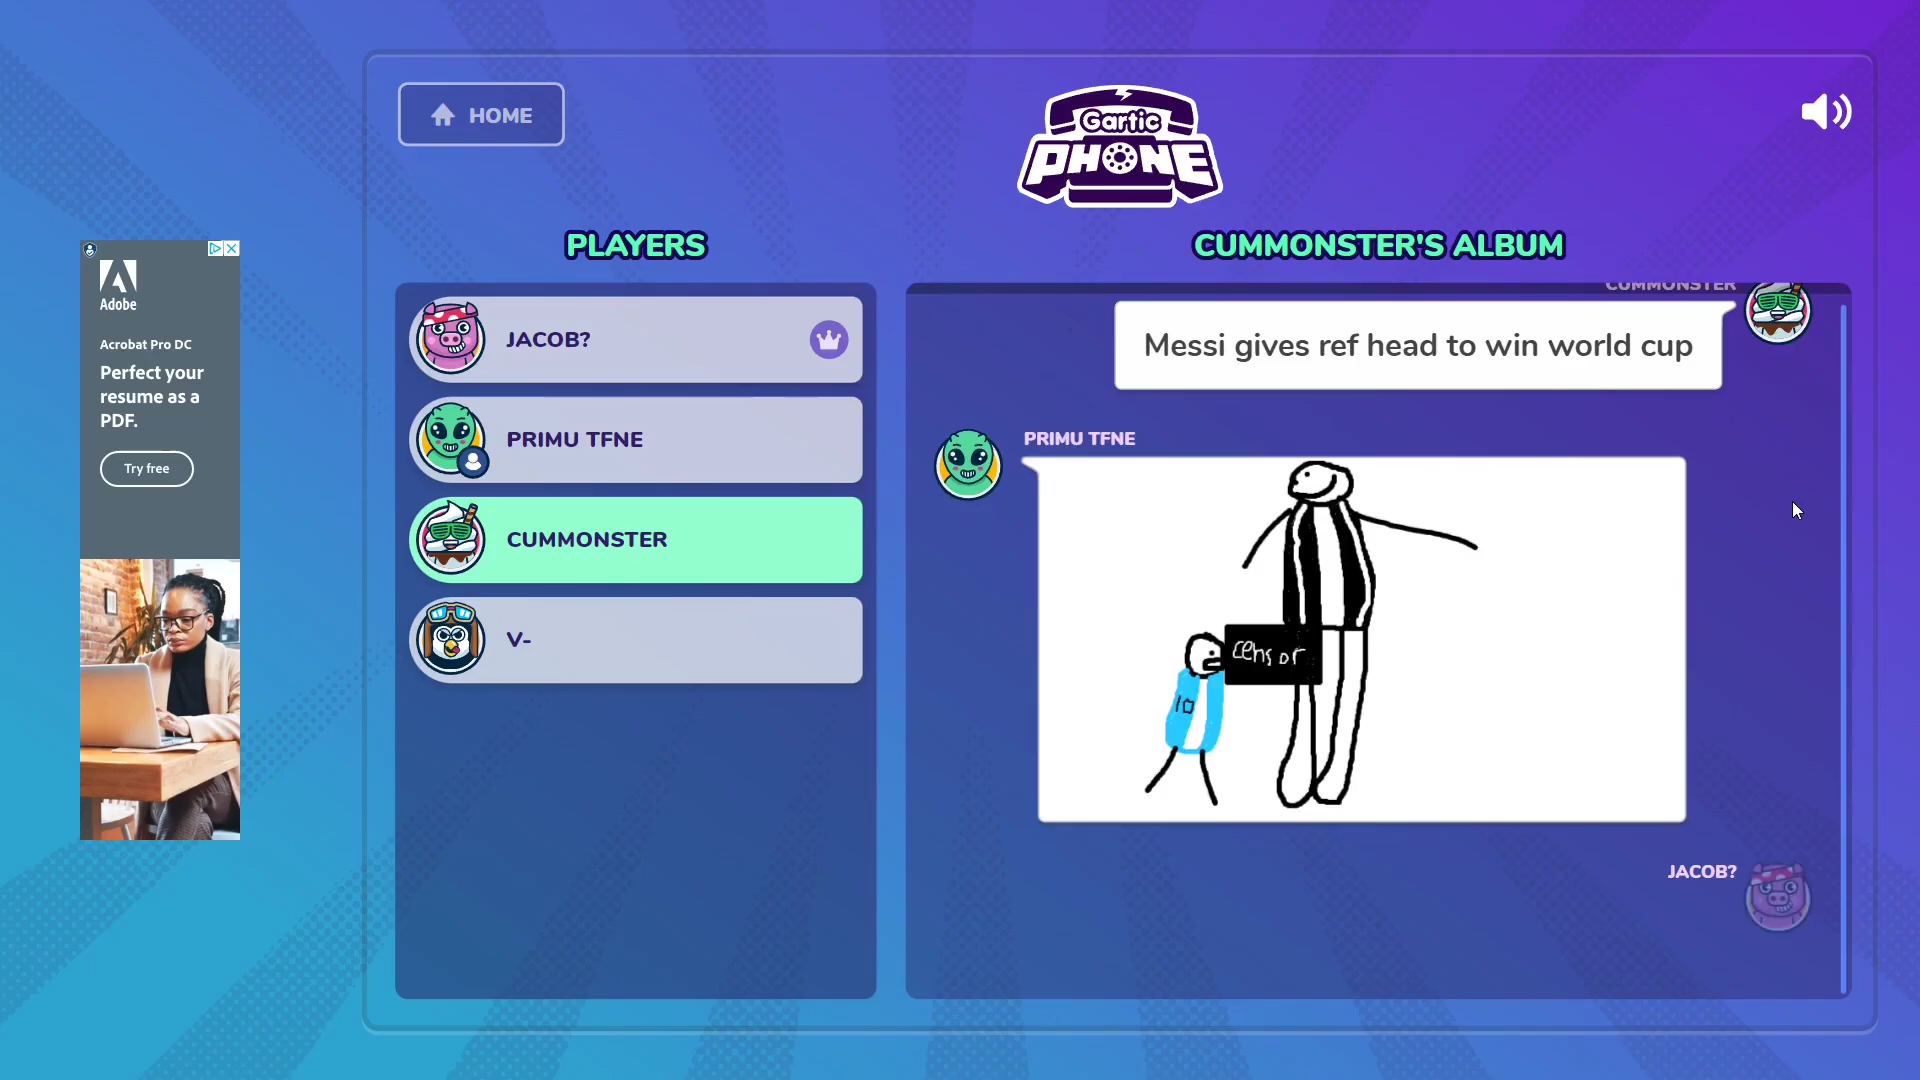 HOME
Gartic
PHONE
PLAYERS
CUMMONSTER'S ALBUM
Adobe
Acrobat Pro DC
Perfect your
resume as a
PDF.
Try free
JACOB?
PRIMU TFNE
CUMMONSTER
V-
CUMMONSTER
Messi gives ref head to win world cup
PRIMU TFNE
censor
10
JACOB?